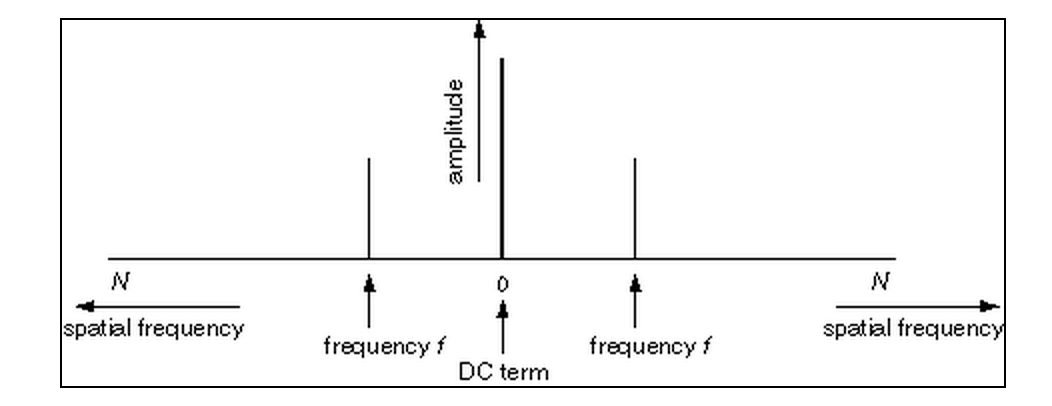 amplitude
N
0
N
spatial frequency
spatial frequency
frequency f
frequency f
DC term